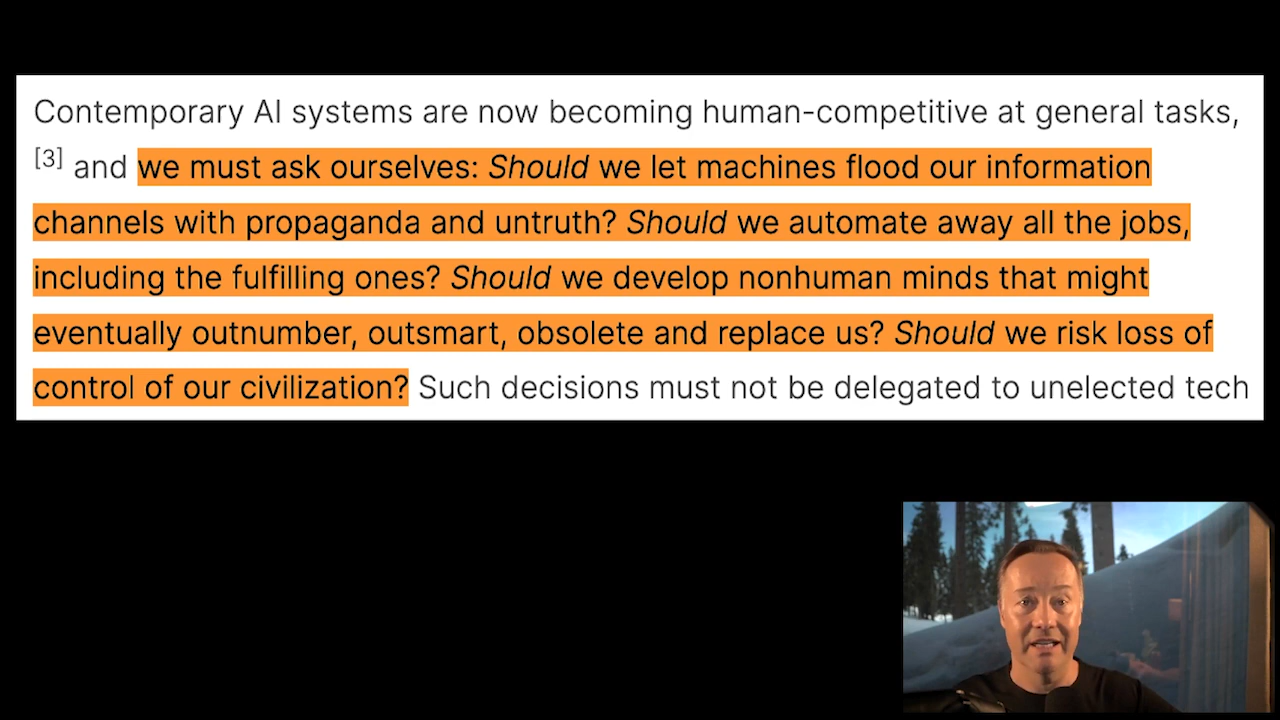 Contemporary AI systems are now becoming human-competitive at general tasks,
[3] and we must ask ourselves: Should we let machines flood our information
channels with propaganda and untruth? Should we automate away all the jobs,
including the fulfilling ones? Should we develop nonhuman minds that might
eventually outnumber, outsmart, obsolete and replace us? Should we risk loss of
control of our civilization? Such decisions must not be delegated to unelected tech